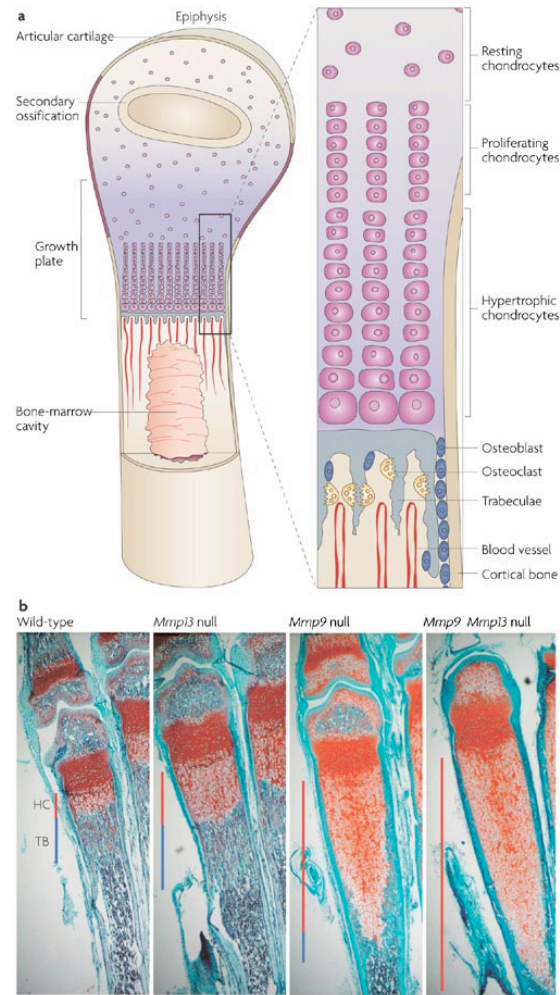 a
Epiphysis
Articular cartilage
Secondary
ossification
Growth
plate
Bone-marrow
cavity
Resting
chondrocytes
Proliferating
chondrocytes
Hypertrophic
chondrocytes
Osteoblast
Osteoclast
Trabeculae
Blood vessel
Cortical bone
b
Wild-type
Mmp13 null
Mmp9 null
Mmp9 Mmp13 null
HC
TB